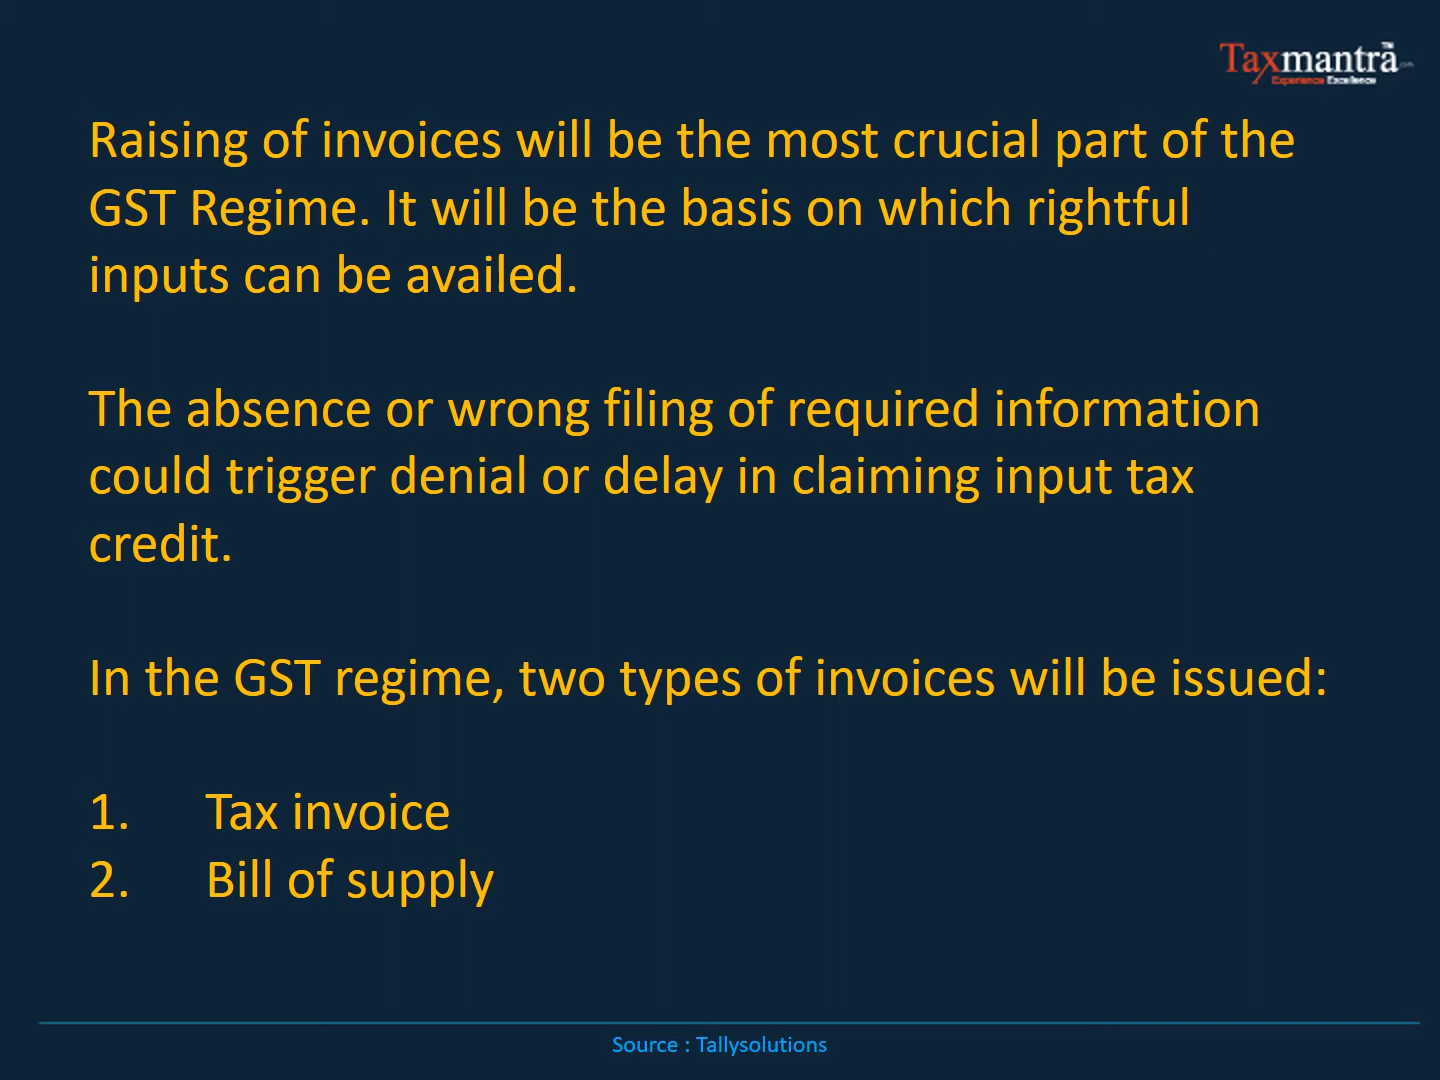 Taxmantra
Experience Excellence
Raising of invoices will be the most crucial part of the
GST Regime. It will be the basis on which rightful
inputs can be availed.
The absence or wrong filing of required information
could trigger denial or delay in claiming input tax
credit.
In the GST regime, two types of invoices will be issued:
1. Tax invoice
2. Bill of supply
Source : Tallysolutions